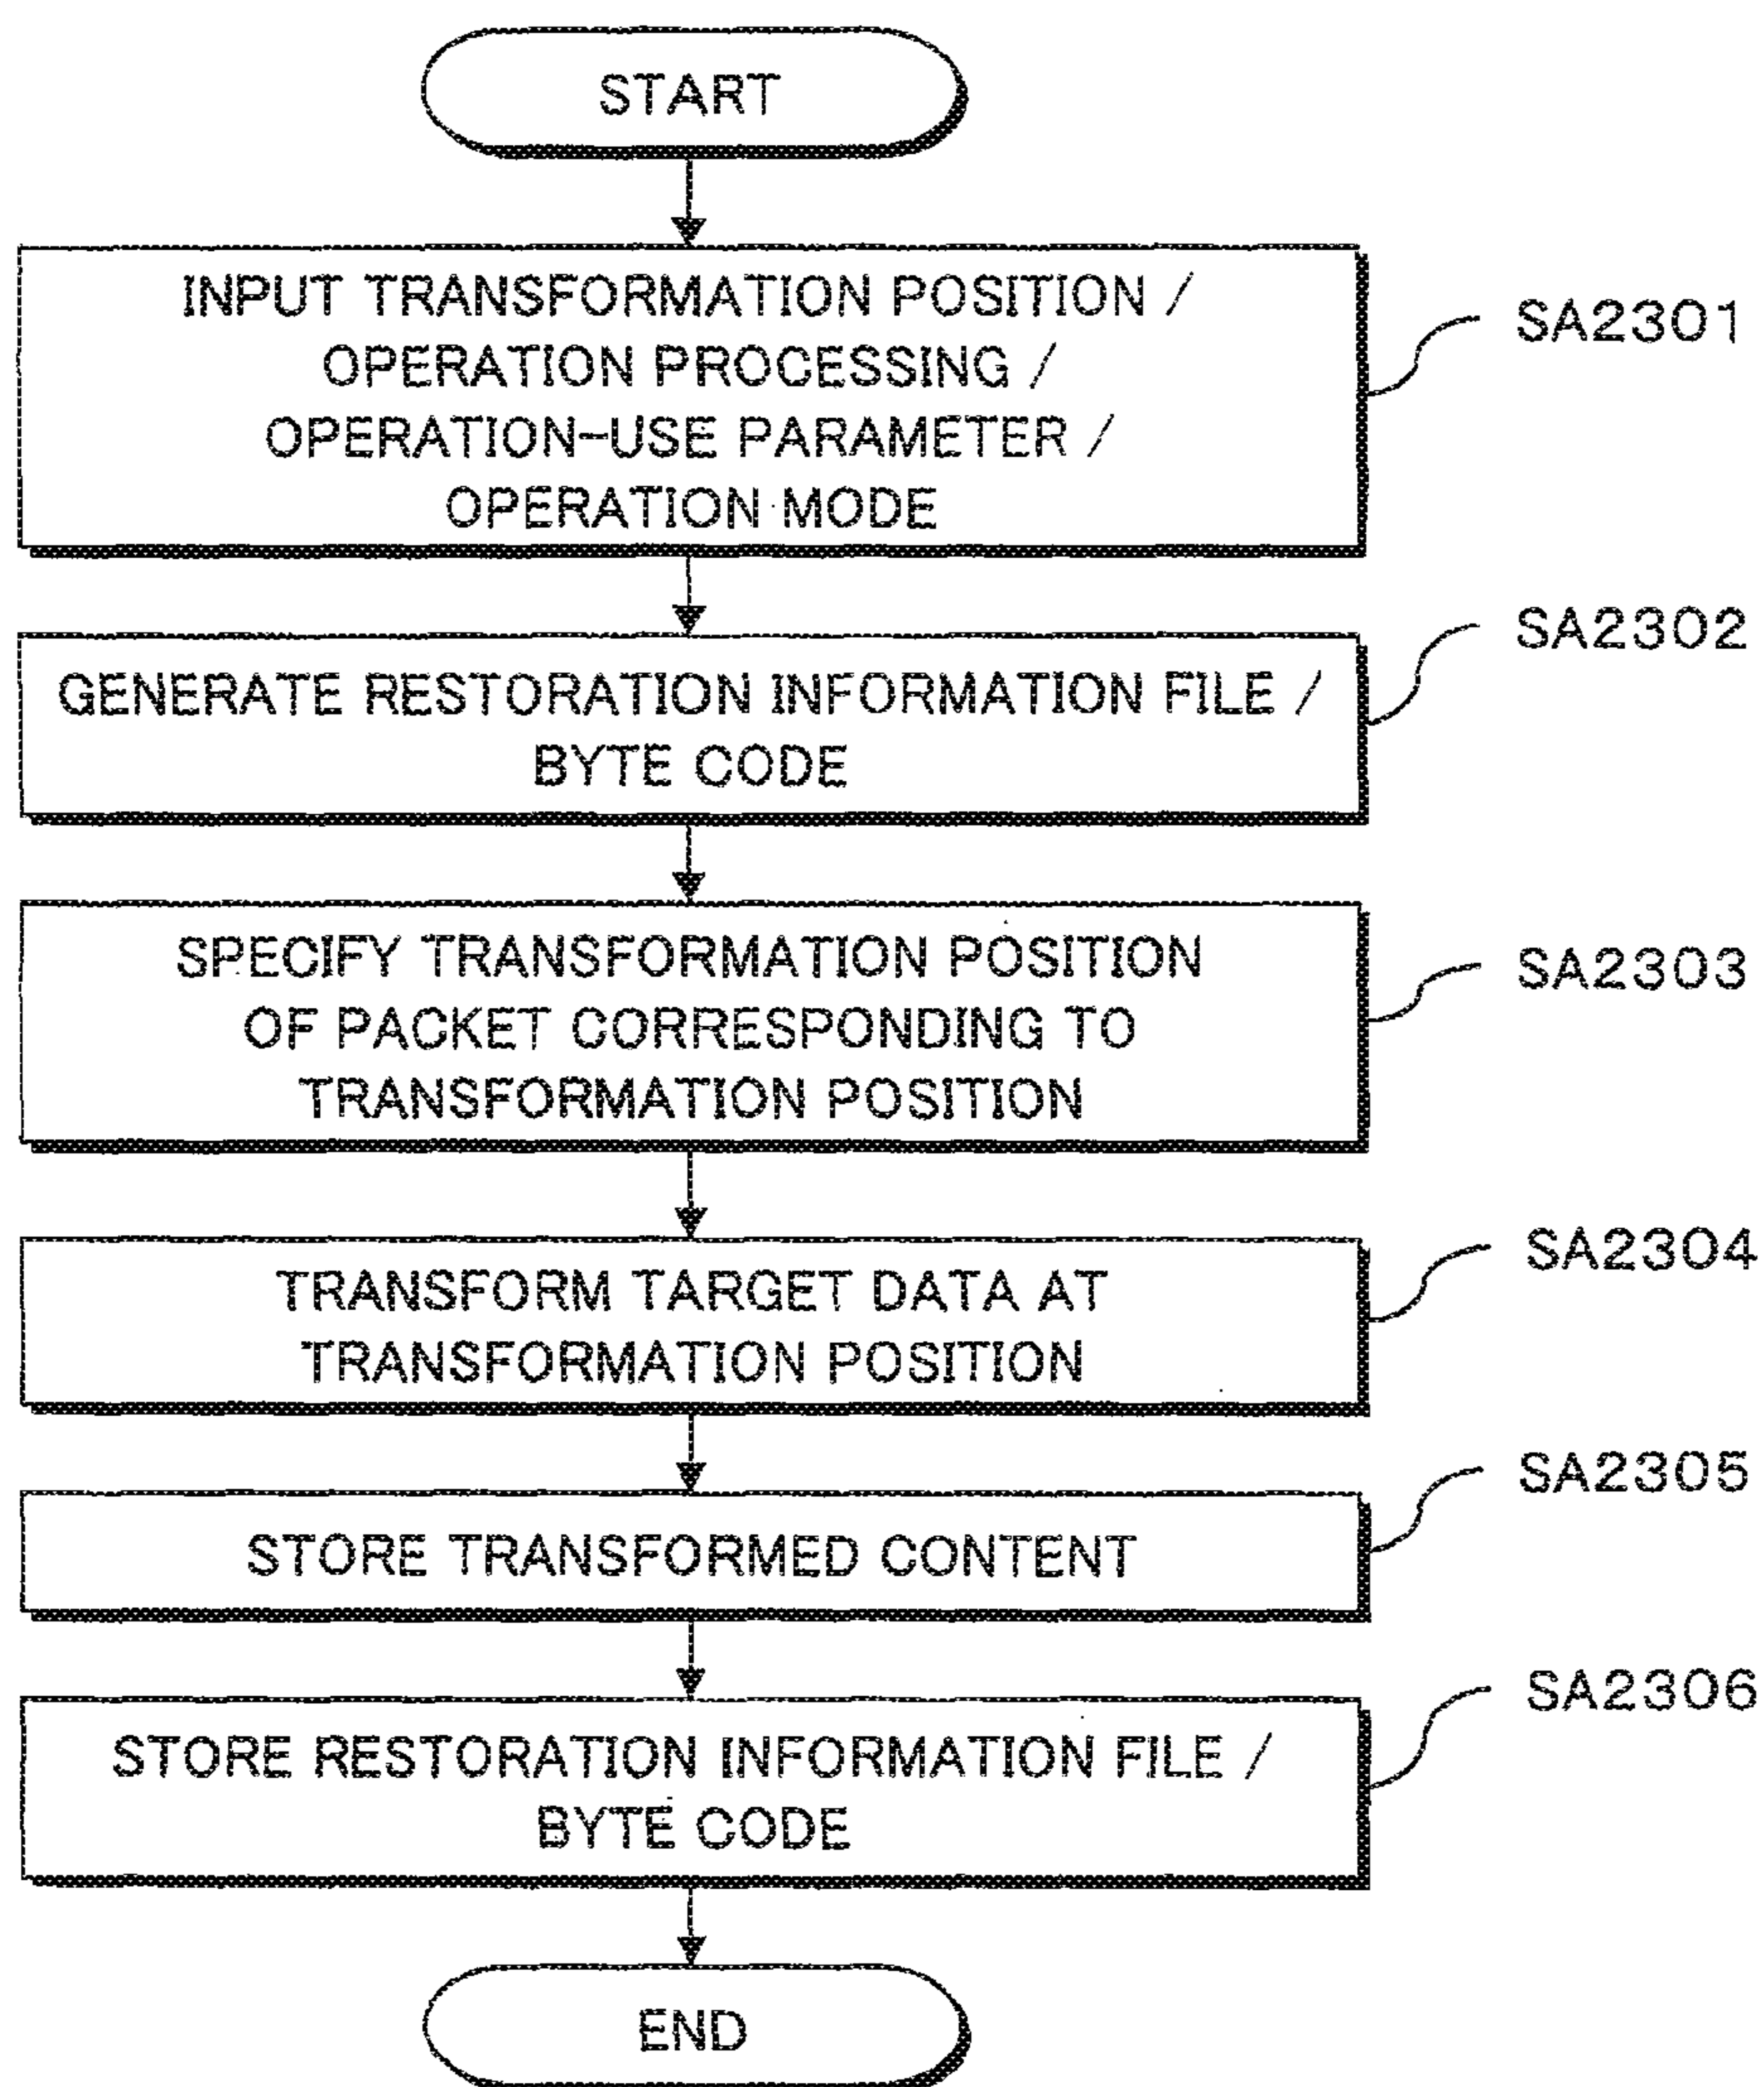 START
INPUT TRANSFORMATION POSITION /
OPERATION PROCESSING /
OPERATION-USE PARAMETER /
OPERATION MODE
SA2301
GENERATE RESTORATION INFORMATION FILE /
BYTE CODE
SA2302
SPECIFY TRANSFORMATION POSITION
OF PACKET CORRESPONDING TO
TRANSFORMATION POSITION
SA2303
TRANSFORM TARGET DATA AT
TRANSFORMATION POSITION
SA2304
STORE TRANSFORMED CONTENT
SA2305
STORE RESTORATION INFORMATION FILE /
BYTE CODE
SA2306
END